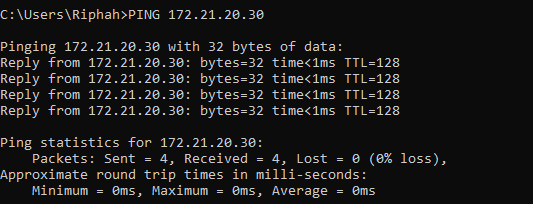 C:\Users\Riphah>PING 172.21.20.30
Pinging 172.21.20.30 with 32 bytes of data:
Reply from 172.21.20.30: bytes=32 time<1ms TTL=128
Reply from 172.21.20.30: bytes=32 time<1ms TTL=128
Reply from 172.21.20.30: bytes=32 time<1ms TTL=128
Reply from 172.21.20.30: bytes=32 time<1ms TTL=128
Ping statistics for 172.21.20.30:
    Packets: Sent = 4, Received = 4, Lost = 0 (0% loss),
Approximate round trip times in milli-seconds:
    Minimum = 0ms, Maximum = 0ms, Average = 0ms